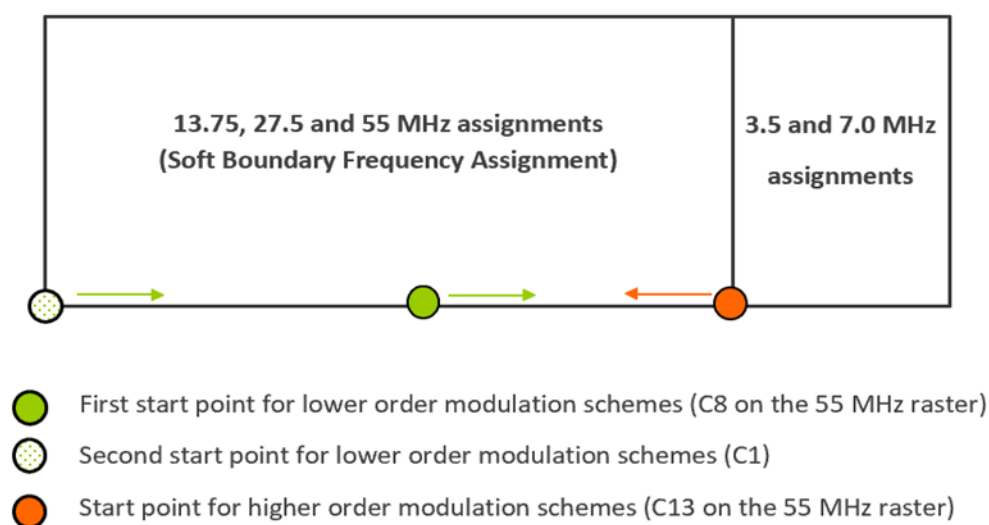 13.75, 27.5 and 55 MHz assignments
(Soft Boundary Frequency Assignment)
3.5 and 7.0 MHz
assignments
First start point for lower order modulation schemes (C8 on the 55 MHz raster)
Second start point for lower order modulation schemes (C1)
Start point for higher order modulation schemes (C13 on the 55 MHz raster)